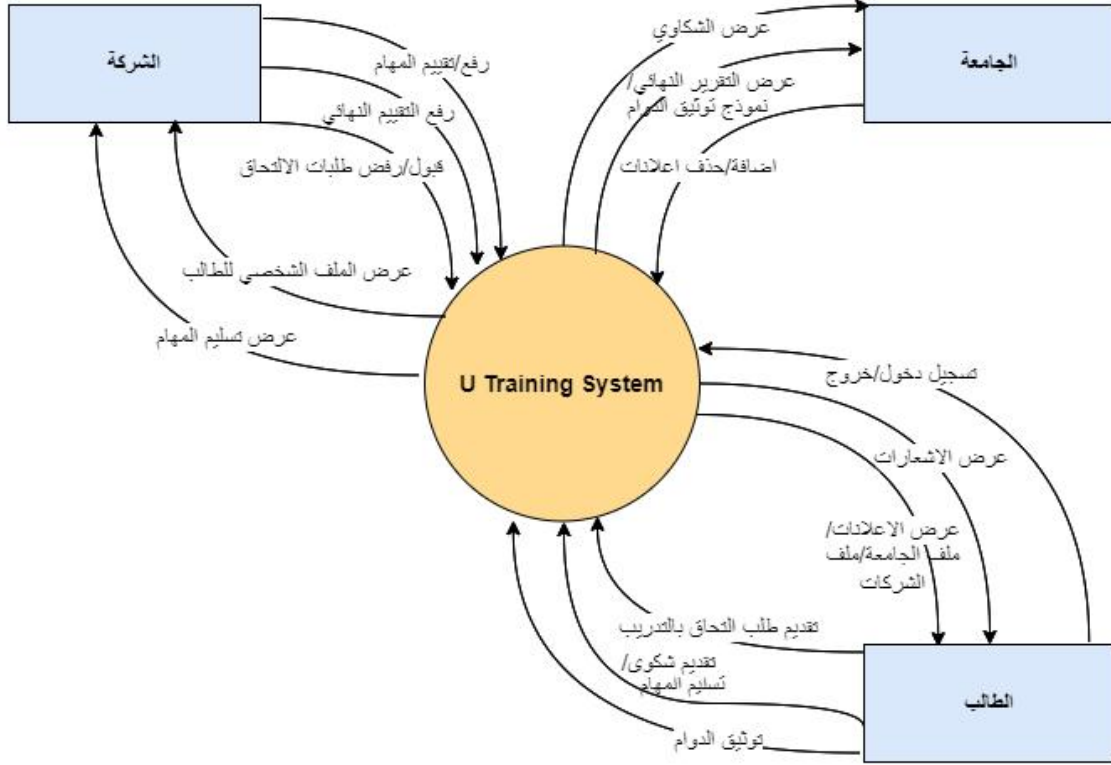 الشركة
الجامعة
عرض الشكاوي
رفع/تقييم المهام
عرض التقرير النهائي/
نموذج توثيق الدوام
رفع التقييم النهائي
قبول/رفض طلبات الالتحاق
اضافة/حذف اعلانات
عرض الملف الشخصي للطالب
عرض تسليم المهام
U Training System
تسجيل دخول/خروج
عرض الاشعارات
عرض الاعلانات/
ملف الجامعة/ملف
الشركات
تقديم طلب التحاق بالتدريب
تقديم شكوى/
تسليم المهام
الطالب
توثيق الدوام